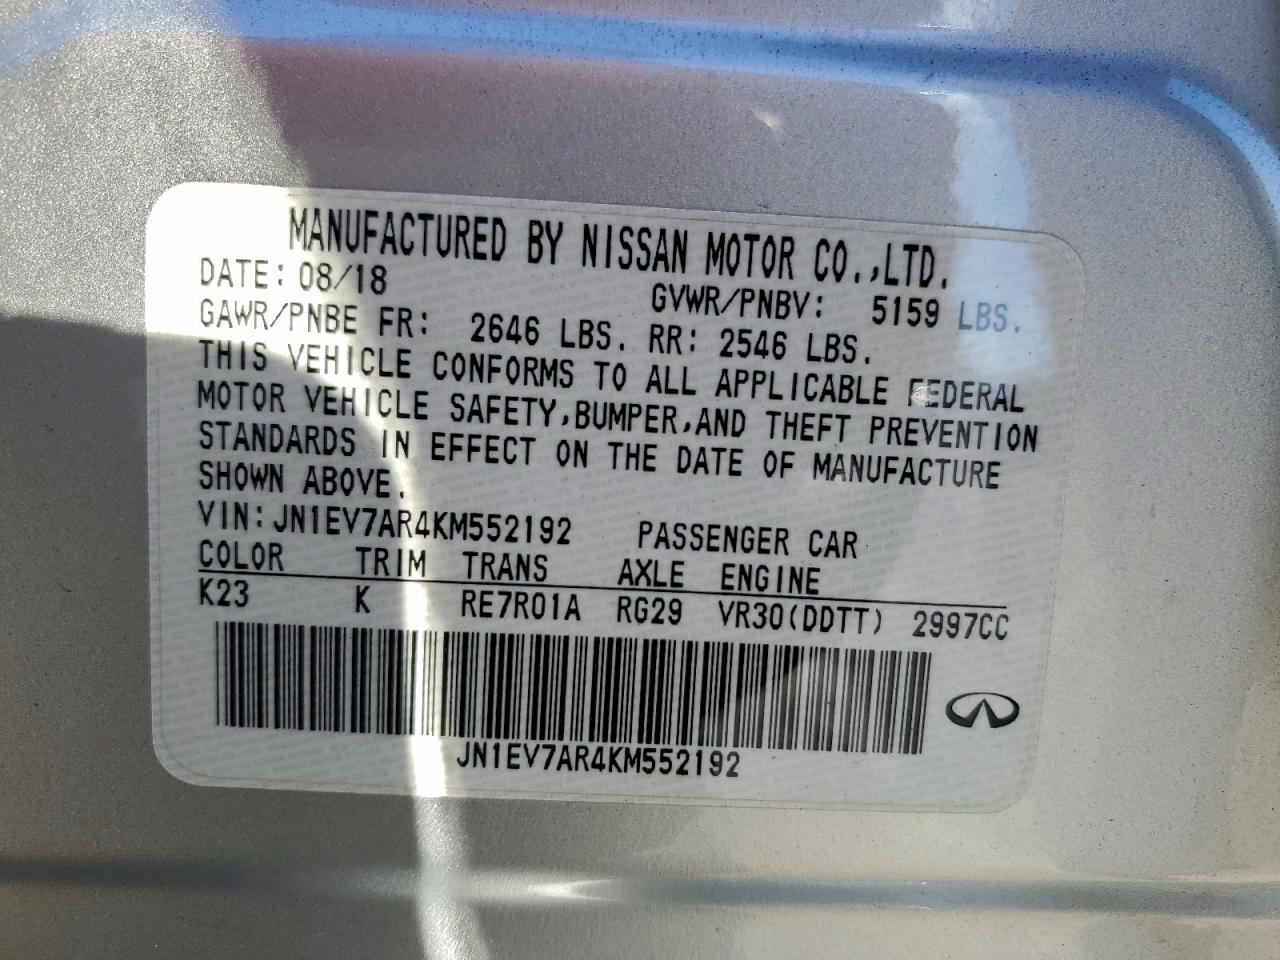 MANUFACTURED BY NISSAN MOTOR CO.,LTD.
DATE: 08/18 GVWR/PNBV: 5159 LBS.
GAWR/PNBE FR: 2646 LBS. RR: 2546 LBS.
THIS VEHICLE CONFORMS TO ALL APPLICABLE FEDERAL
MOTOR VEHICLE SAFETY,BUMPER,AND THEFT PREVENTION
STANDARDS IN EFFECT ON THE DATE OF MANUFACTURE
SHOWN ABOVE.
VIN: JN1EV7AR4KM552192 PASSENGER CAR
COLOR TRIM TRANS AXLE ENGINE
K23 K RE7R01A RG29 VR30(DDTT) 2997CC
JN1EV7AR4KM552192